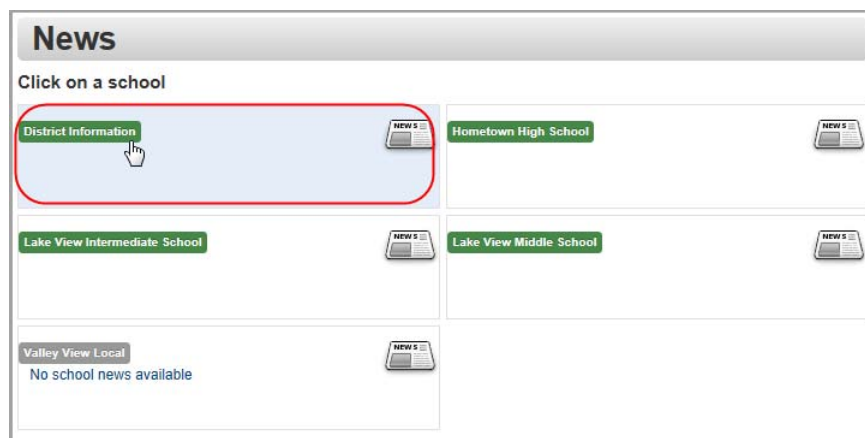 News
Click on a school
District Information
NEWS
Hometown High School
NEWS
Lake View Intermediate School
NEWS
Lake View Middle School
NEWS
Valley View Local
NEWS
No school news available